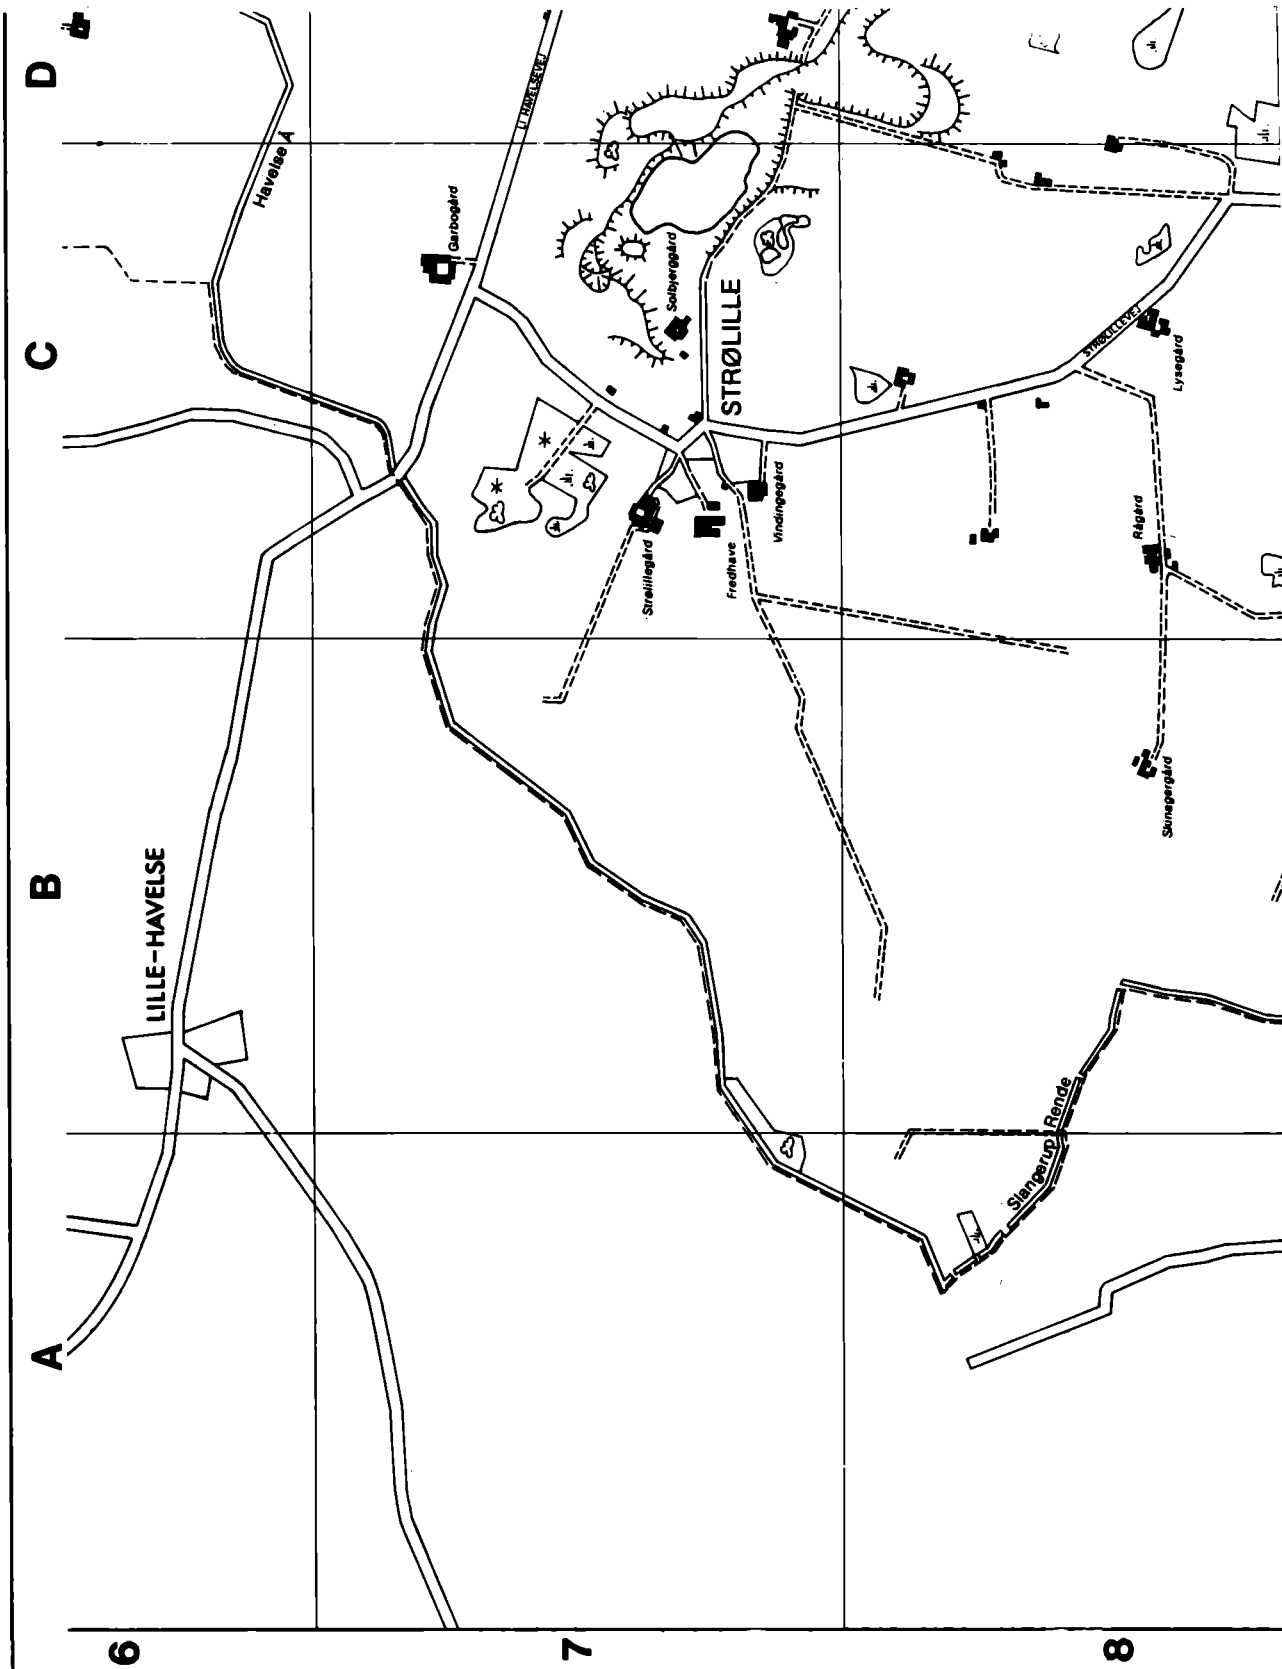 A
B
C
D
6
7
8
LILLE-HAVELSE
Havelse Å
LI HAVELSEVEJ
Garbogård
Solbjerggård
STRØLILLE
Strølillegård
Fredhave
Vindingegård
STRØLILLEVEJ
Lysegård
Rågård
Skinagergård
Slangerup Rende